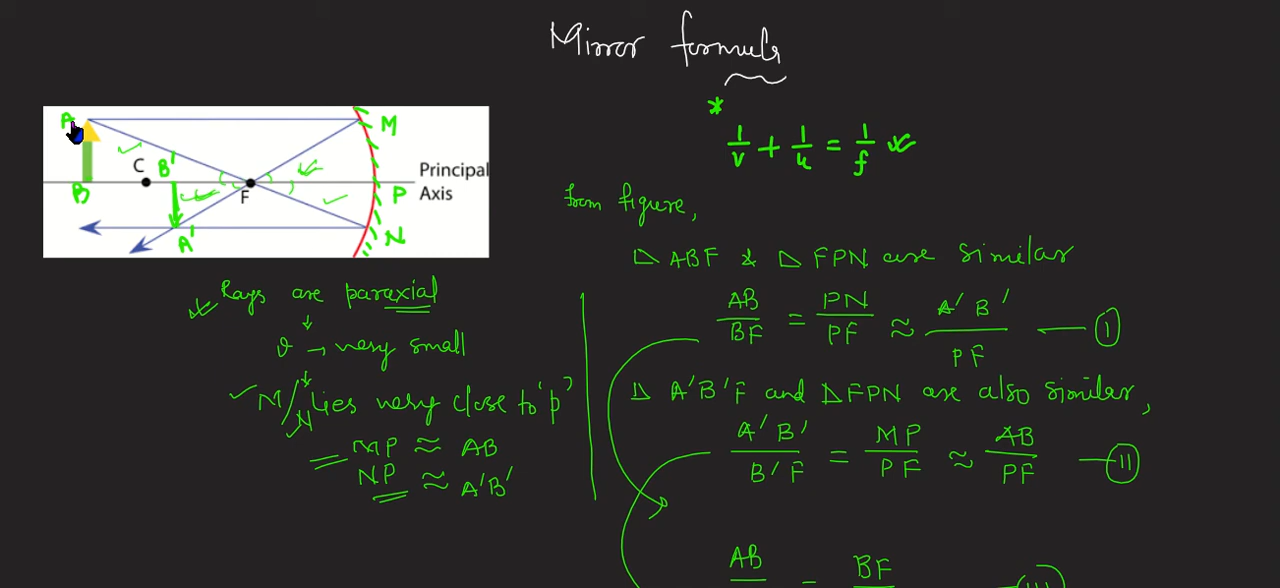 Mirror formula
*
1/v + 1/u = 1/f
A
M
C
B'
Principal
Axis
B
F
P
A'
N
from figure,
△ ABF & △ FPN are similar
AB/BF = PN/PF ≈ A'B'/PF — (I)
△ A'B'F and △FPN are also similar,
A'B'/B'F = MP/PF ≈ AB/PF — (II)
AB = BF — (III)
Rays are paraxial
↓
θ → very small
↓
M/N lies very close to 'p'
MP ≈ AB
NP ≈ A'B'